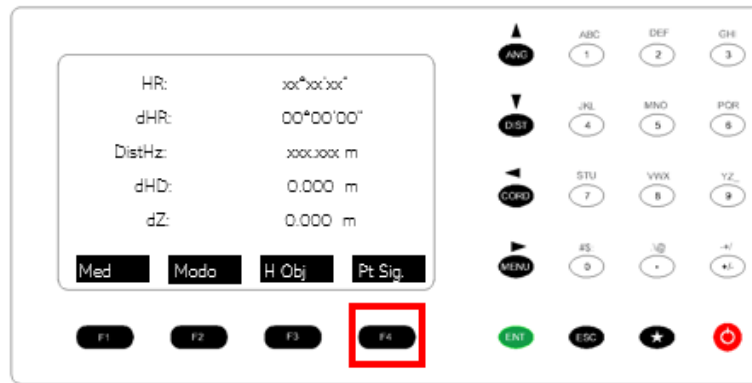 HR: xx°xx'xx"
dHR: 00°00'00"
DistHz: xxx.xxx m
dHD: 0.000 m
dZ: 0.000 m
Med Modo H Obj Pt Sig.
F1 F2 F3 F4
ANG ABC 1 DEF 2 GHI 3
DIST JKL 4 MNO 5 PQR 6
CORD STU 7 VWX 8 YZ_ 9
MENU #$: 0 .\@ . -+/ +/-
ENT ESC